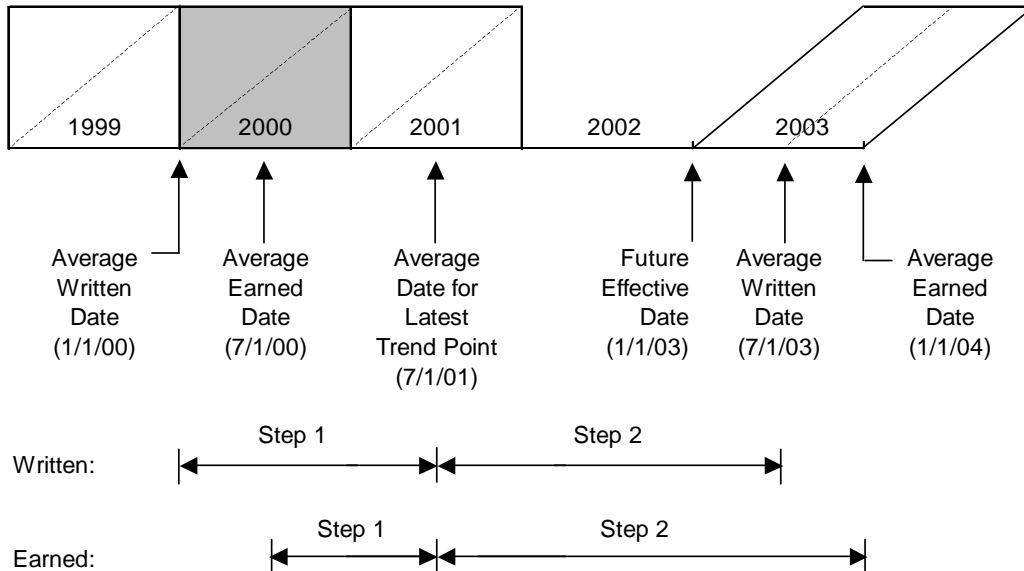 1999 2000 2001 2002 2003
Average
Written
Date
(1/1/00)
Average
Earned
Date
(7/1/00)
Average
Date for
Latest
Trend Point
(7/1/01)
Future
Effective
Date
(1/1/03)
Average
Written
Date
(7/1/03)
Average
Earned
Date
(1/1/04)
Step 1 Step 2
Written:
Step 1 Step 2
Earned: